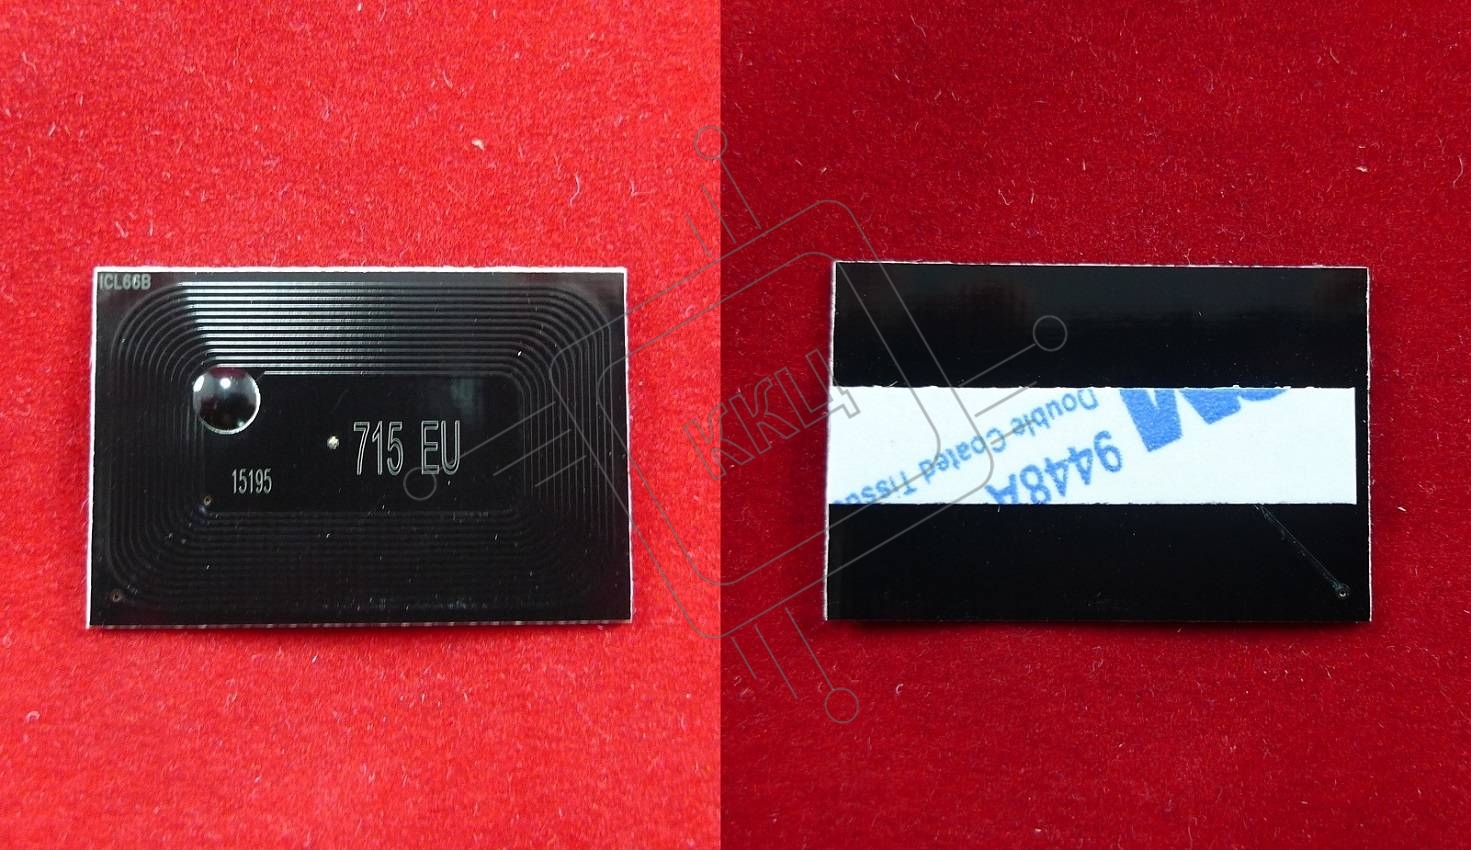 ICL66B
715 EU
15195
ККЦ
Double Coated Tissue
9448A